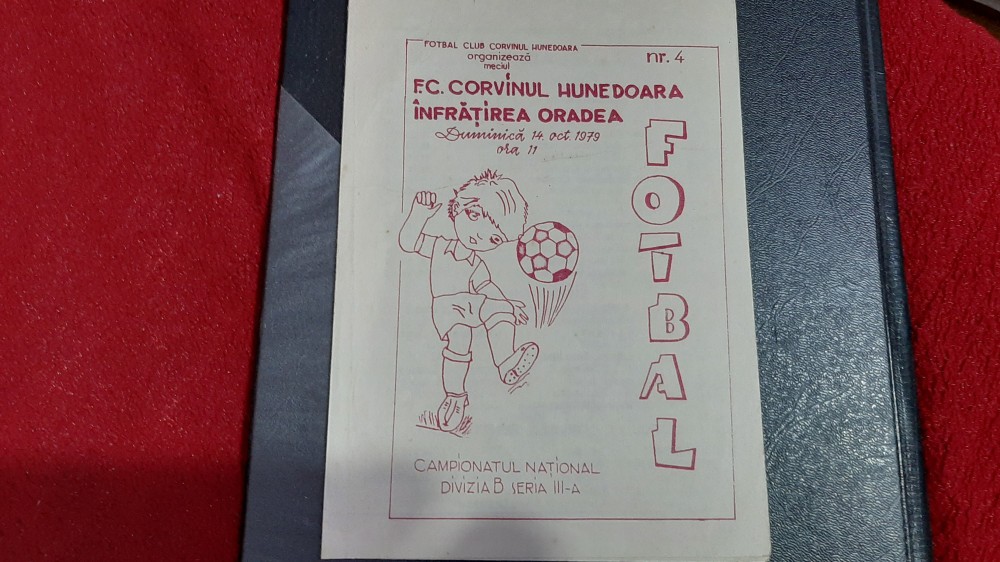 FOTBAL CLUB CORVINUL HUNEDOARA
organizează
meciul
nr. 4
F.C. CORVINUL HUNEDOARA
ÎNFRĂȚIREA ORADEA
Duminică 14 oct. 1979
ora 11
FOTBAL
CAMPIONATUL NAȚIONAL
DIVIZIA B SERIA III-A